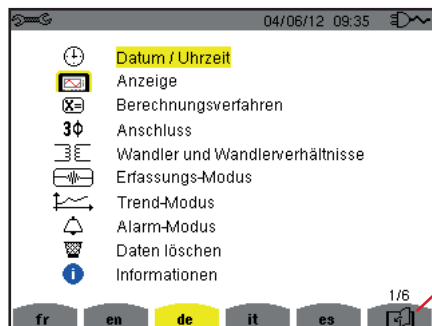 04/06/12 09:35
Datum / Uhrzeit
Anzeige
X= Berechnungsverfahren
3Φ Anschluss
Wandler und Wandlerverhältnisse
Erfassungs-Modus
Trend-Modus
Alarm-Modus
Daten löschen
i Informationen
1/6
fr en de it es